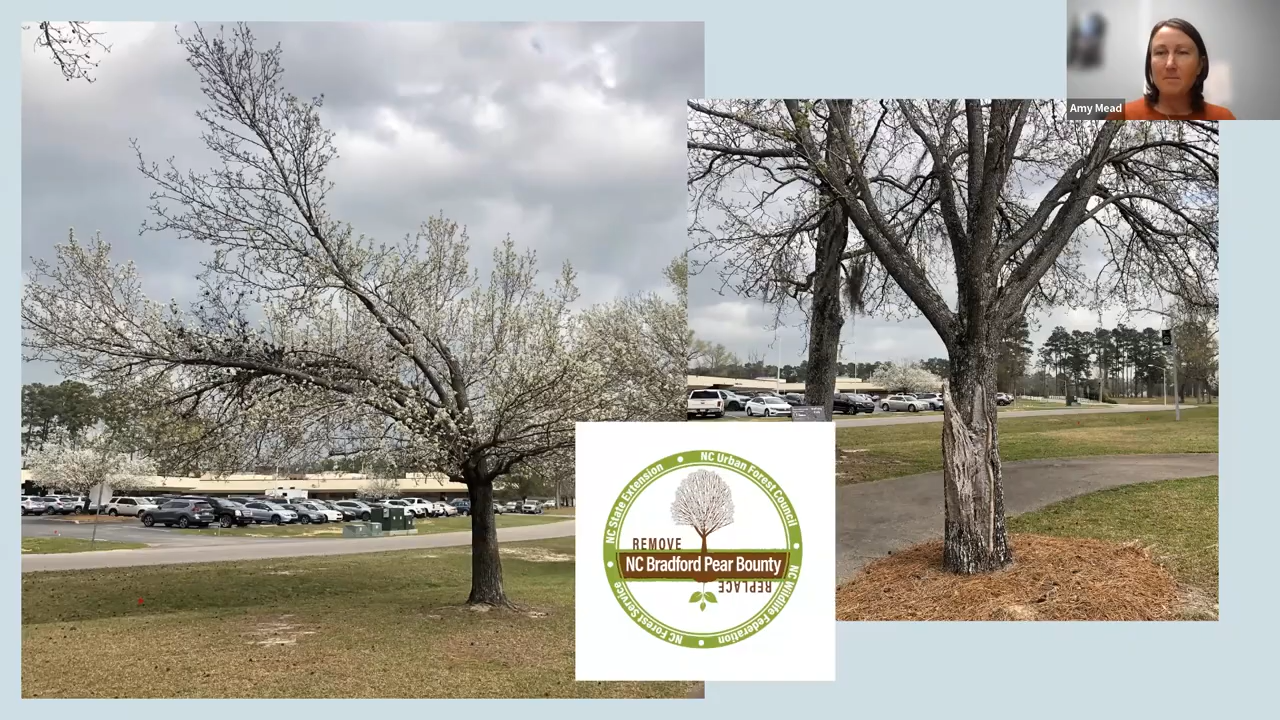 Amy Mead
NC State Extension
NC Urban Forest Council
REMOVE
NC Bradford Pear Bounty
REPLACE
NC Forest Service
NC Wildlife Federation